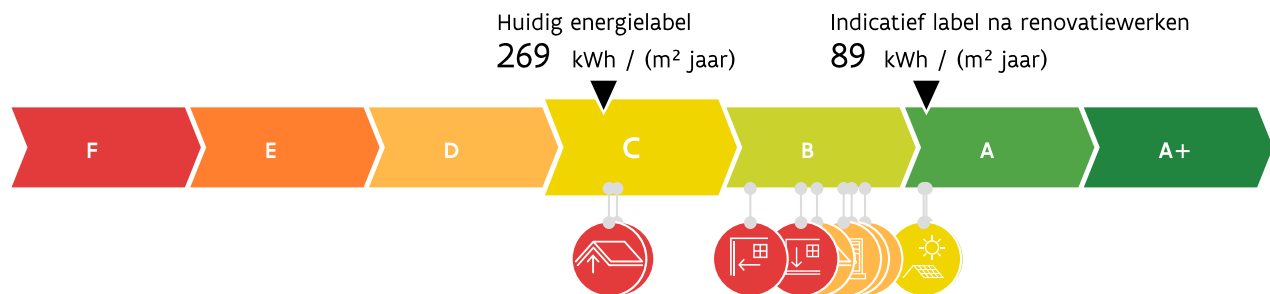 Huidig energielabel
269 kWh / (m² jaar)
Indicatief label na renovatiewerken
89 kWh / (m² jaar)
F E D C B A A+